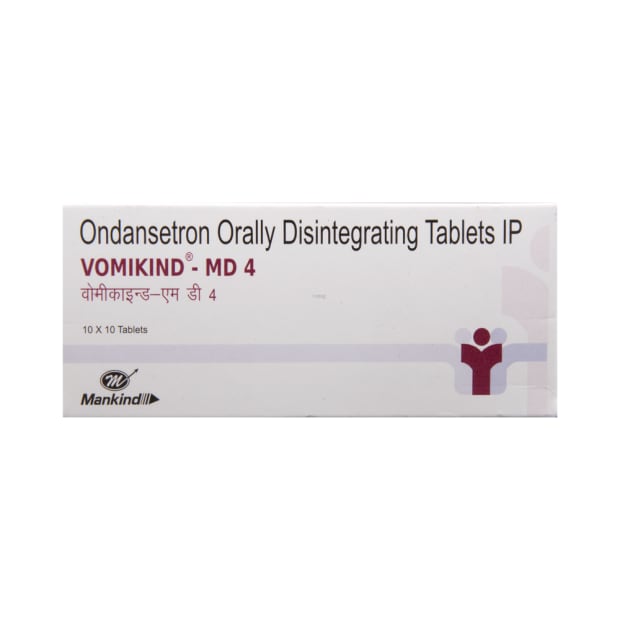 Ondansetron Orally Disintegrating Tablets IP
VOMIKIND® - MD 4
वोमीकाइन्ड–एम डी 4
10 X 10 Tablets
M
Mankind